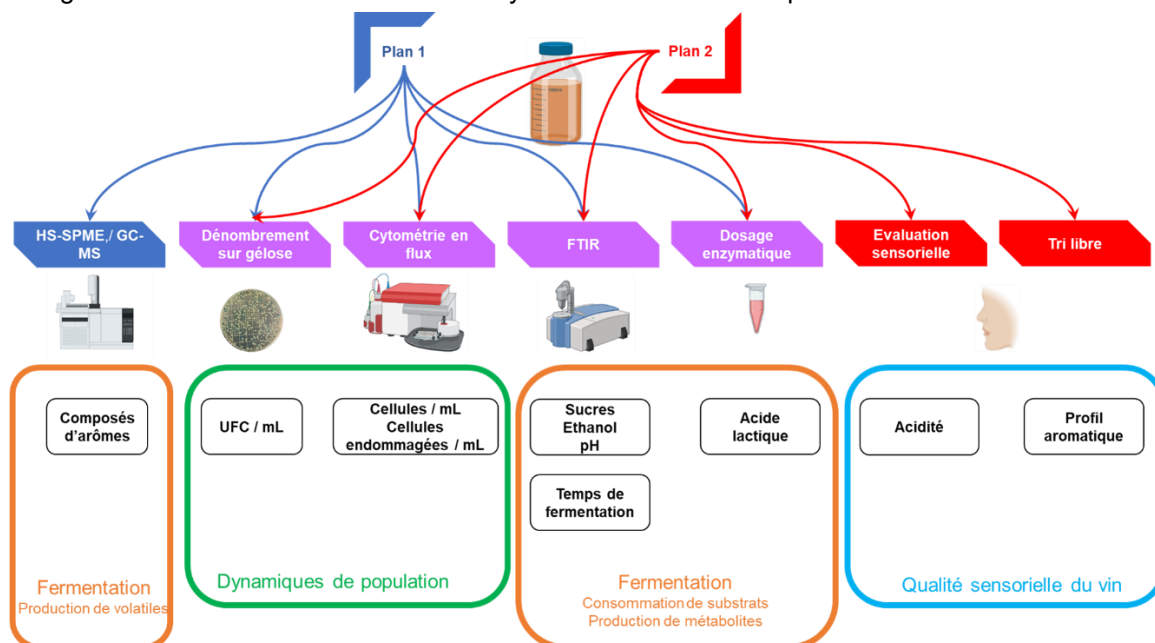 Plan 1
Plan 2
HS-SPME,/ GC-
MS
Dénombrement
sur gélose
Cytométrie en
flux
FTIR
Dosage
enzymatique
Evaluation
sensorielle
Tri libre
Composés
d'arômes
UFC / mL
Cellules / mL
Cellules
endommagées / mL
Sucres
Ethanol
pH
Acide
lactique
Acidité
Profil
aromatique
Temps de
fermentation
Fermentation
Production de volatiles
Dynamiques de population
Fermentation
Consommation de substrats
Production de métabolites
Qualité sensorielle du vin